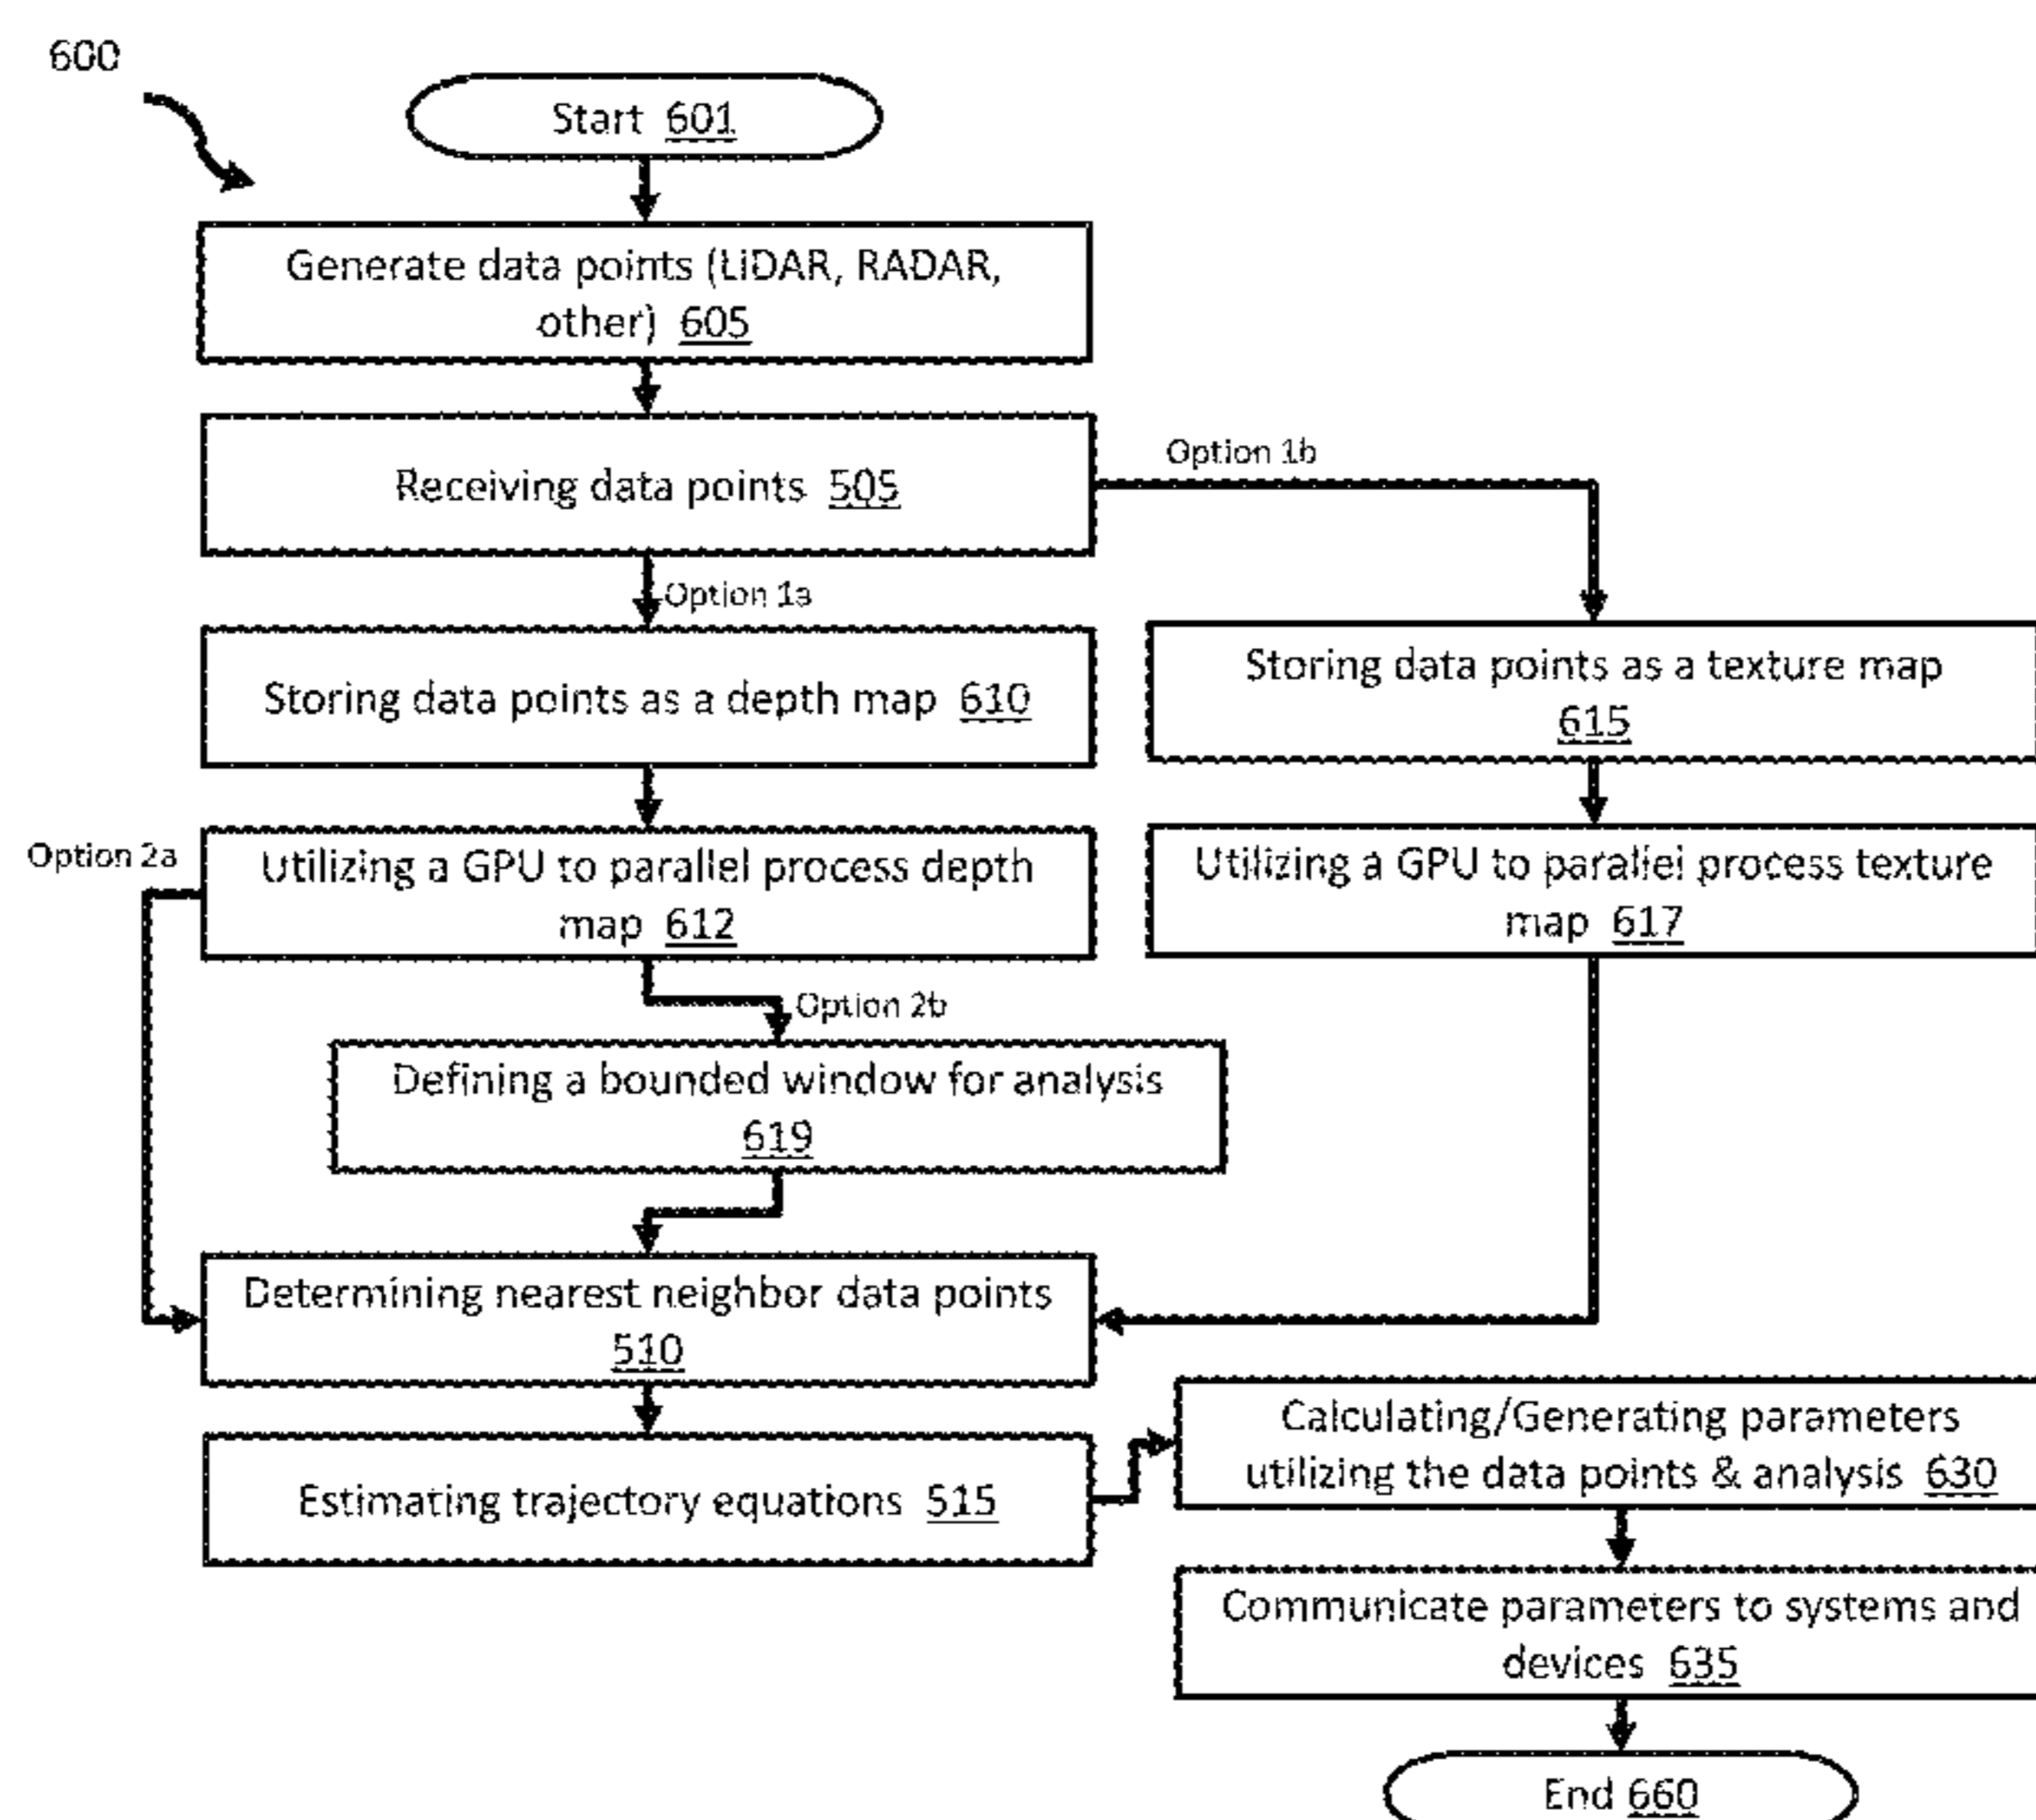 600
Start 601
Generate data points (LiDAR, RADAR,
other) 605
Receiving data points 505
Option 1b
Option 1a
Storing data points as a depth map 610
Storing data points as a texture map
615
Option 2a
Utilizing a GPU to parallel process depth
map 612
Utilizing a GPU to parallel process texture
map 617
Option 2b
Defining a bounded window for analysis
619
Determining nearest neighbor data points
510
Estimating trajectory equations 515
Calculating/Generating parameters
utilizing the data points & analysis 630
Communicate parameters to systems and
devices 635
End 660